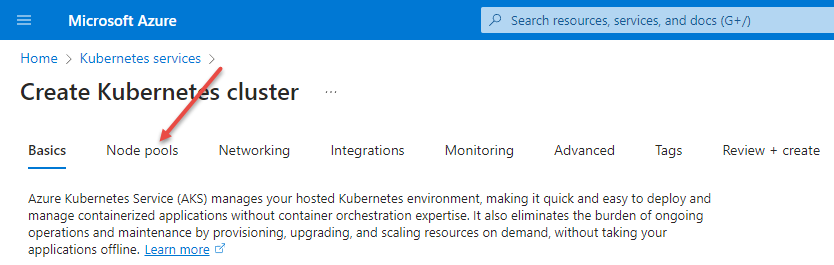 Microsoft Azure
Search resources, services, and docs (G+/)
Home > Kubernetes services >
Create Kubernetes cluster ...
Basics Node pools Networking Integrations Monitoring Advanced Tags Review + create
Azure Kubernetes Service (AKS) manages your hosted Kubernetes environment, making it quick and easy to deploy and
manage containerized applications without container orchestration expertise. It also eliminates the burden of ongoing
operations and maintenance by provisioning, upgrading, and scaling resources on demand, without taking your
applications offline. Learn more